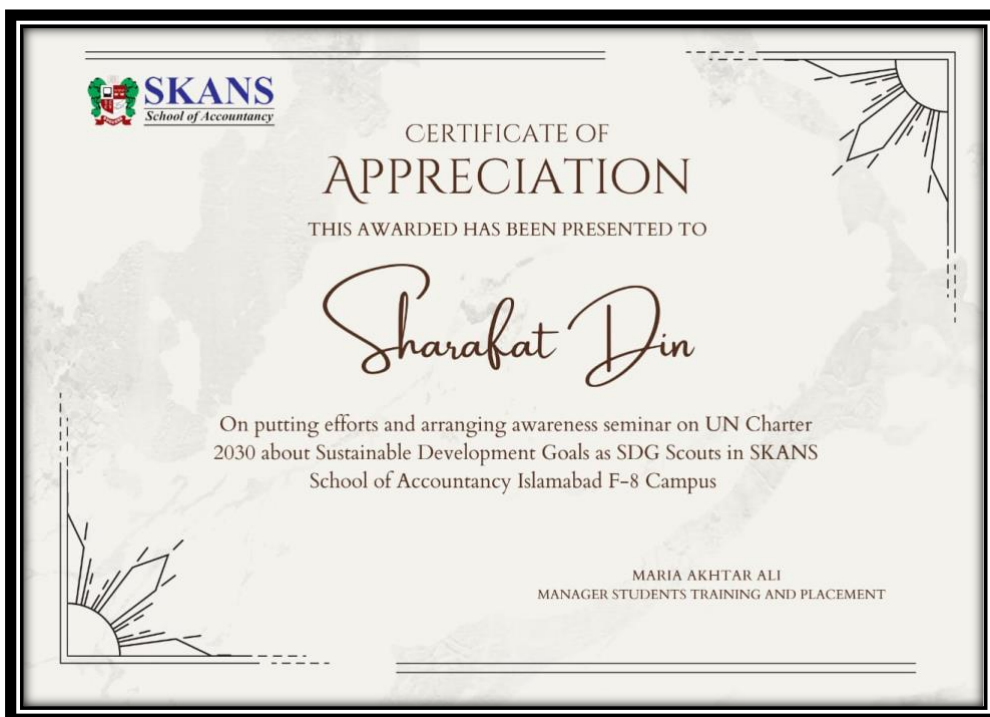 SKANS
School of Accountancy
CERTIFICATE OF
APPRECIATION
THIS AWARDED HAS BEEN PRESENTED TO
Sharafat Din
On putting efforts and arranging awareness seminar on UN Charter
2030 about Sustainable Development Goals as SDG Scouts in SKANS
School of Accountancy Islamabad F-8 Campus
MARIA AKHTAR ALI
MANAGER STUDENTS TRAINING AND PLACEMENT